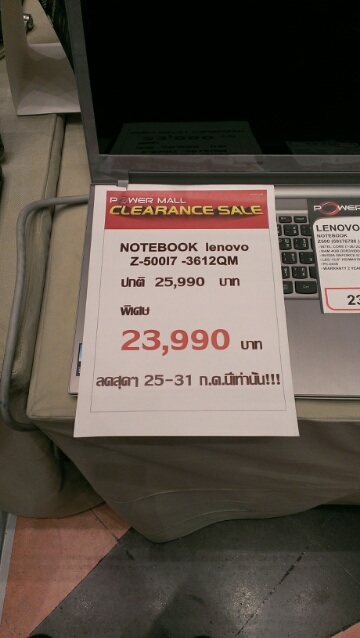 POWER MALL
CLEARANCE SALE
NOTEBOOK lenovo
Z-500I7 -3612QM
ปกติ 25,990 บาท
พิเศษ
23,990 บาท
ลดสุดๆ 25-31 ก.ค.นี้เท่านั้น!!!
POWER
LENOVO
NOTEBOOK
23